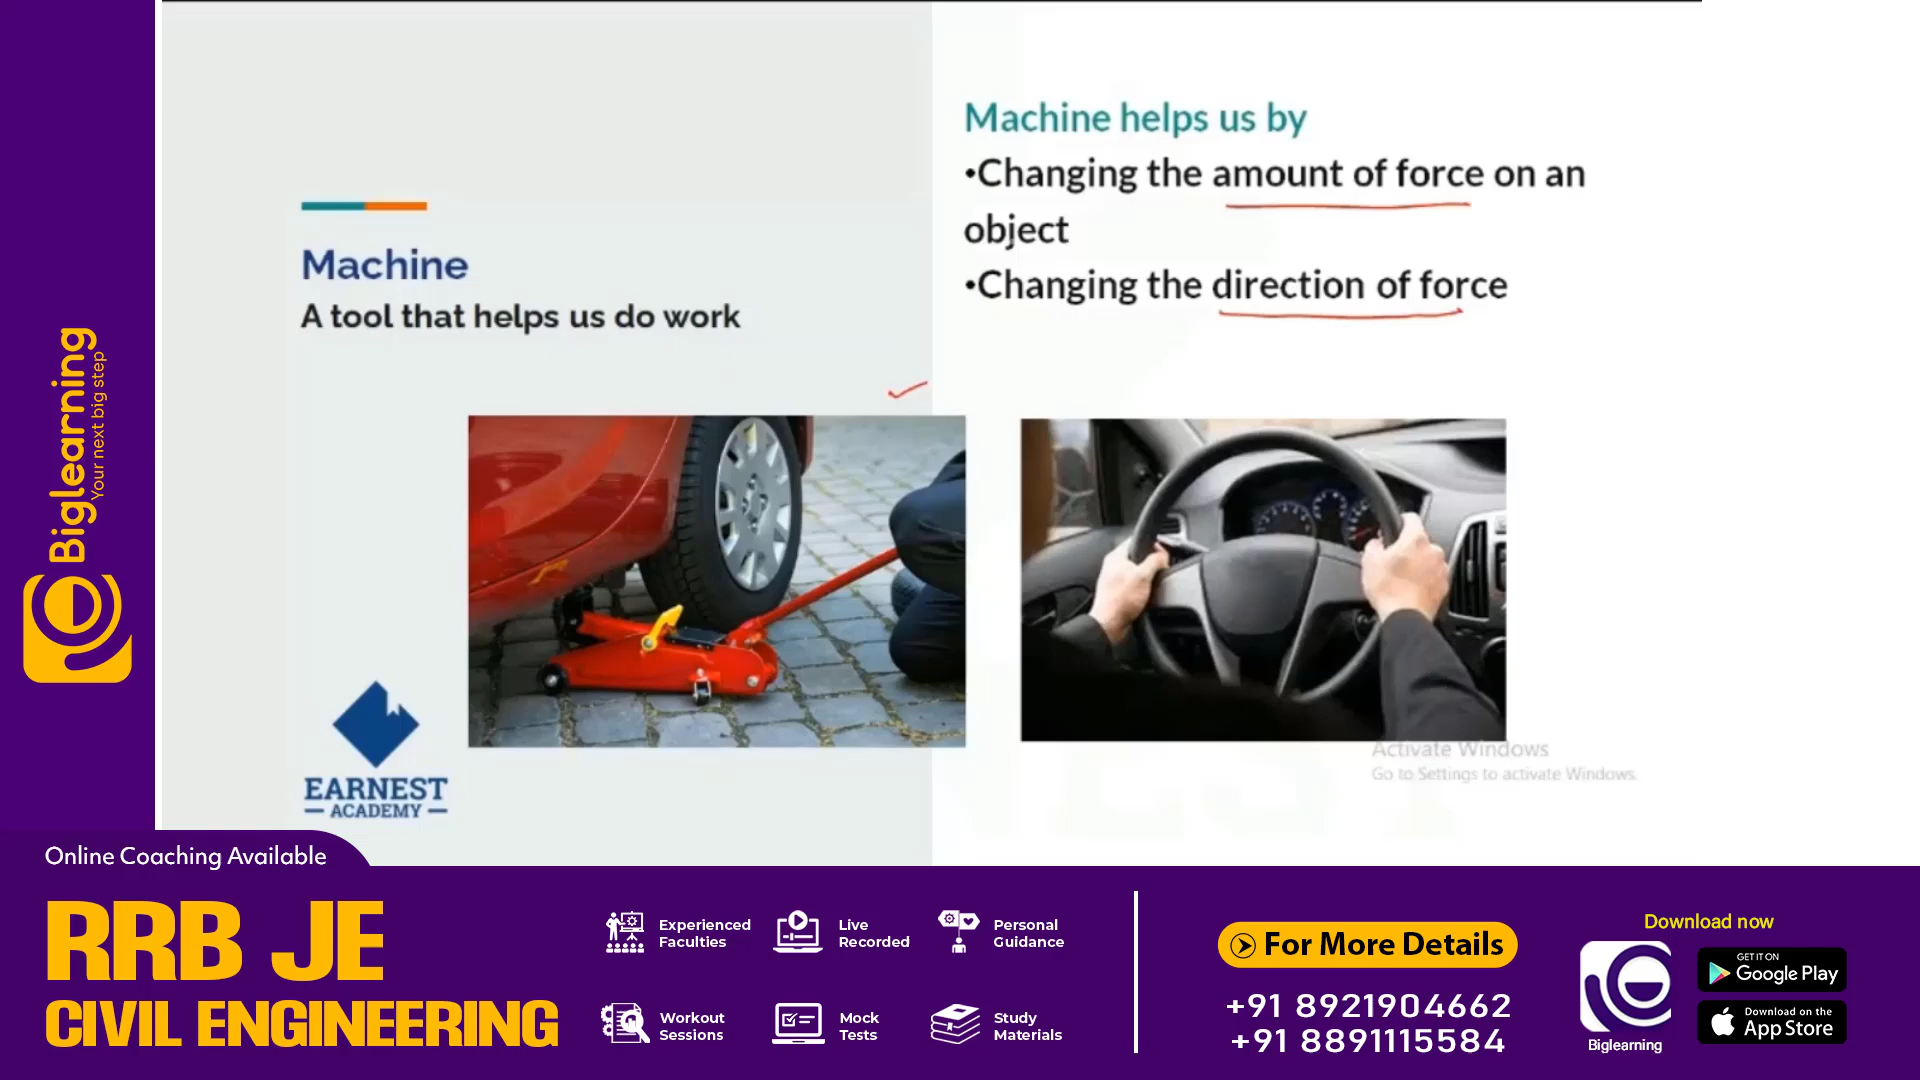 Biglearning
Your next big step
Machine
A tool that helps us do work
Machine helps us by
•Changing the amount of force on an
object
•Changing the direction of force
EARNEST
ACADEMY
Activate Windows
Go to Settings to activate Windows.
Online Coaching Available
RRB JE
CIVIL ENGINEERING
Experienced
Faculties
Live
Recorded
Personal
Guidance
Workout
Sessions
Mock
Tests
Study
Materials
For More Details
+91 8921904662
+91 8891115584
Download now
Biglearning
GET IT ON
Google Play
Download on the
App Store